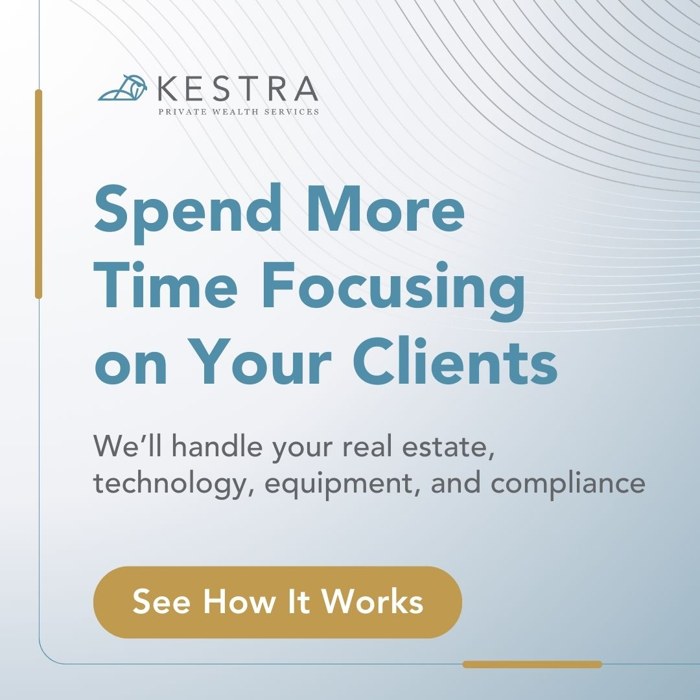 KESTRA
PRIVATE WEALTH SERVICES
Spend More
Time Focusing
on Your Clients
We’ll handle your real estate,
technology, equipment, and compliance
See How It Works